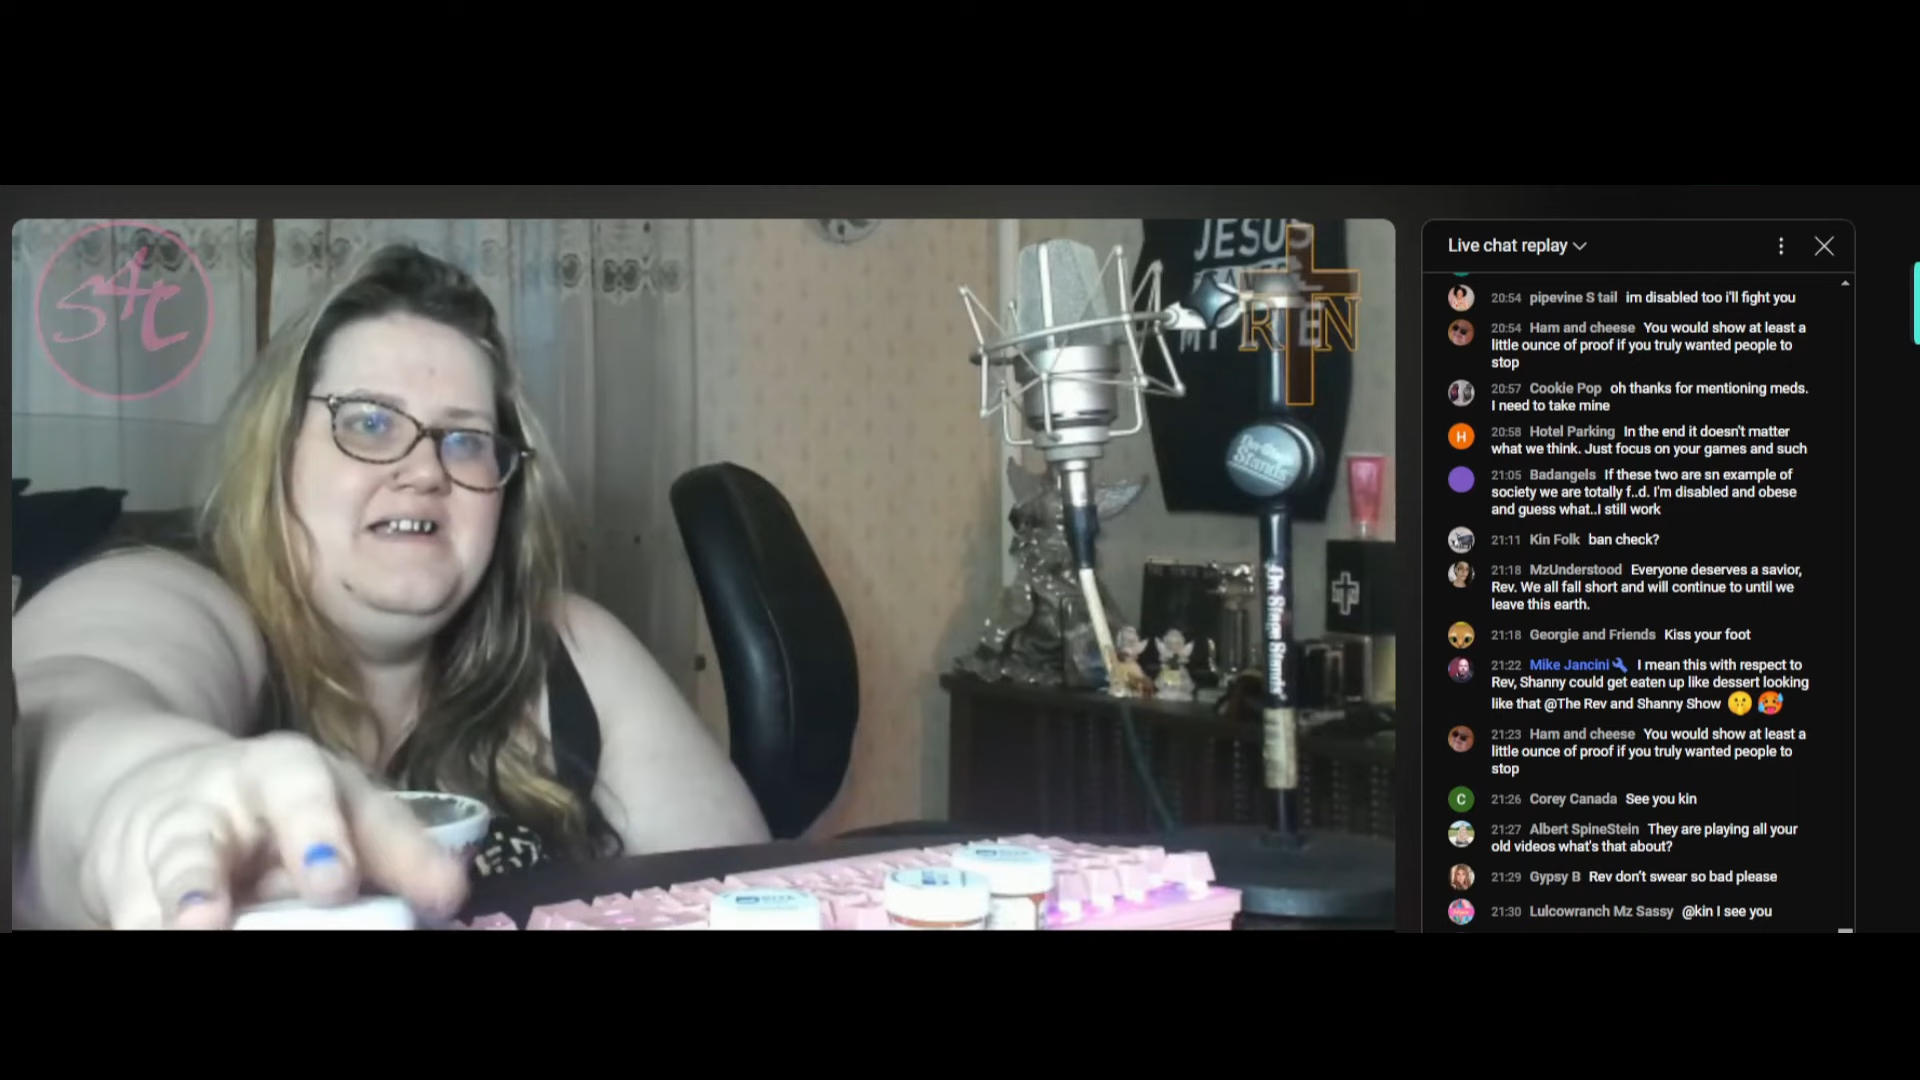 S4C
JESUS
MY
R EN
On Stage
Stands
On Stage Stands
Live chat replay
20:54 pipevine S tail im disabled too i'll fight you
20:54 Ham and cheese You would show at least a
little ounce of proof if you truly wanted people to
stop
20:57 Cookie Pop oh thanks for mentioning meds.
I need to take mine
H
20:58 Hotel Parking In the end it doesn't matter
what we think. Just focus on your games and such
21:05 Badangels If these two are sn example of
society we are totally f..d. I'm disabled and obese
and guess what..I still work
21:11 Kin Folk ban check?
21:18 MzUnderstood Everyone deserves a savior,
Rev. We all fall short and will continue to until we
leave this earth.
21:18 Georgie and Friends Kiss your foot
21:22 Mike Jancini I mean this with respect to
Rev, Shanny could get eaten up like dessert looking
like that @The Rev and Shanny Show
21:23 Ham and cheese You would show at least a
little ounce of proof if you truly wanted people to
stop
C
21:26 Corey Canada See you kin
21:27 Albert SpineStein They are playing all your
old videos what's that about?
21:29 Gypsy B Rev don't swear so bad please
21:30 Lulcowranch Mz Sassy @kin I see you